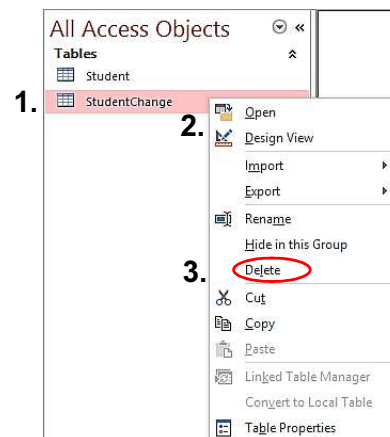 All Access Objects
Tables
Student
1. StudentChange
2. Open
Design View
Import
Export
Rename
Hide in this Group
3. Delete
Cut
Copy
Paste
Linked Table Manager
Convert to Local Table
Table Properties